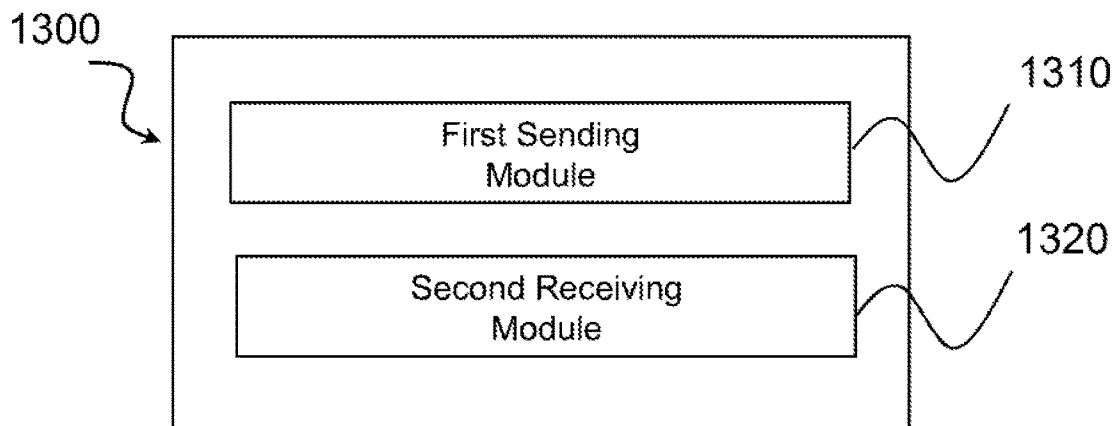 1300
1310
First Sending
Module
1320
Second Receiving
Module